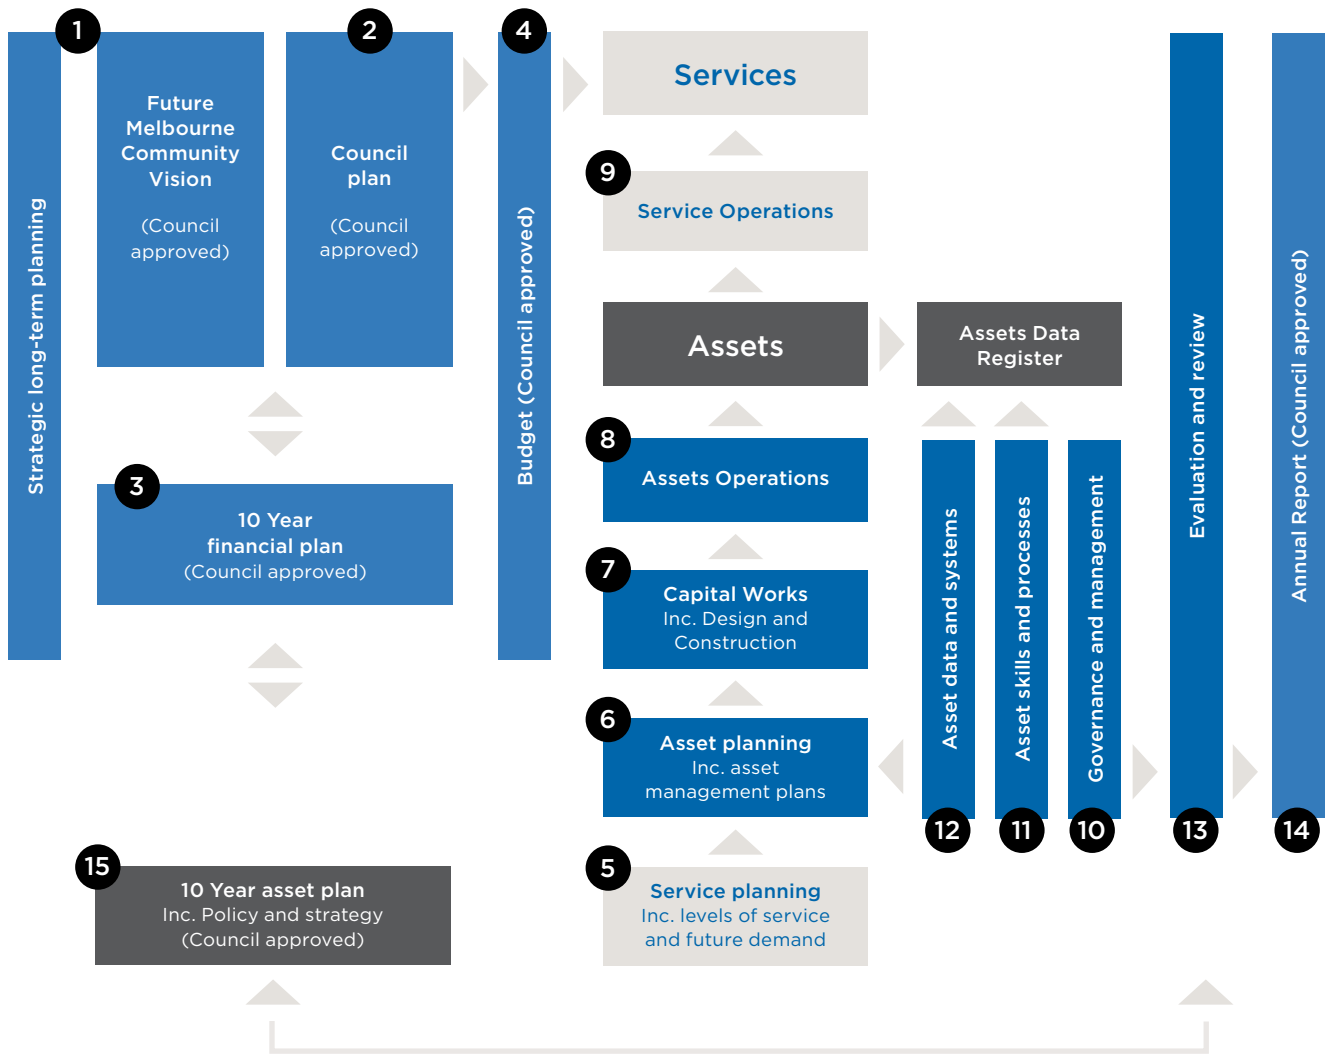 1
Strategic long-term planning
Future
Melbourne
Community
Vision
(Council
approved)
2
Council
plan
(Council
approved)
3
10 Year
financial plan
(Council approved)
15
10 Year asset plan
Inc. Policy and strategy
(Council approved)
4
Budget (Council approved)
Services
9
Service Operations
Assets
Assets Data
Register
8
Assets Operations
7
Capital Works
Inc. Design and
Construction
6
Asset planning
Inc. asset
management plans
5
Service planning
Inc. levels of service
and future demand
Asset data and systems
12
Asset skills and processes
11
Governance and management
10
Evaluation and review
13
Annual Report (Council approved)
14